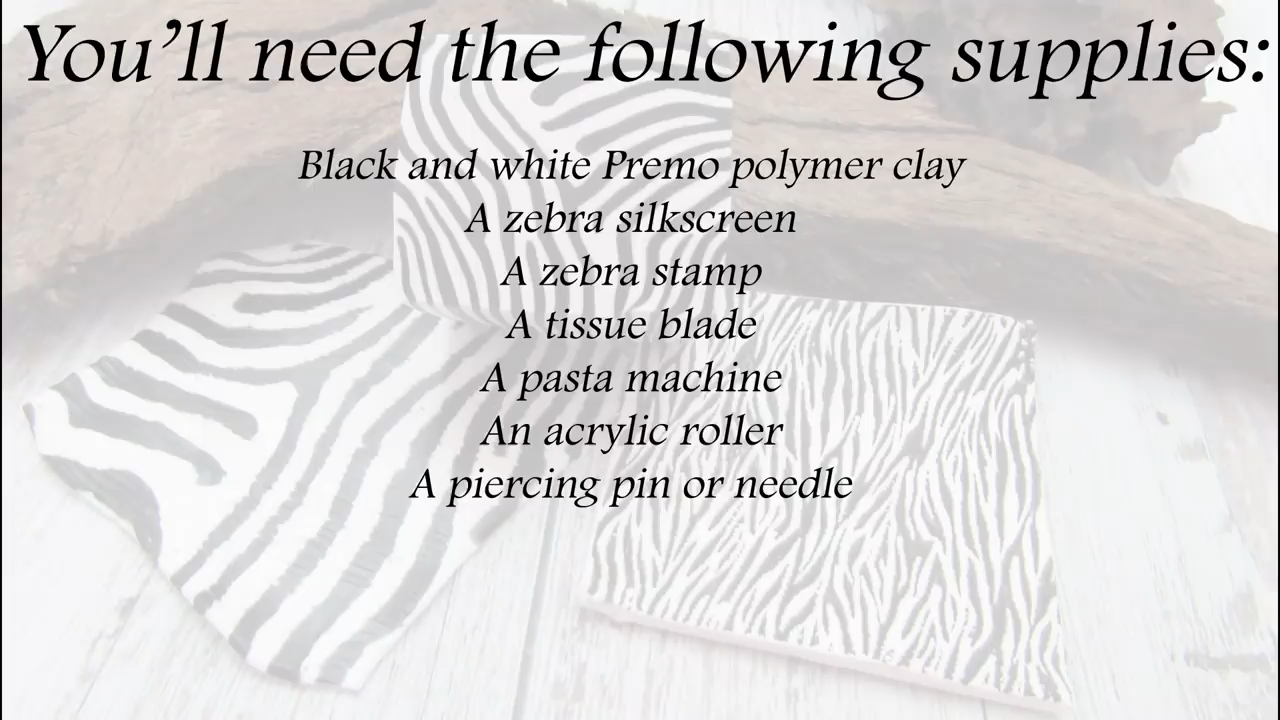 You’ll need the following supplies:
Black and white Premo polymer clay
A zebra silkscreen
A zebra stamp
A tissue blade
A pasta machine
An acrylic roller
A piercing pin or needle